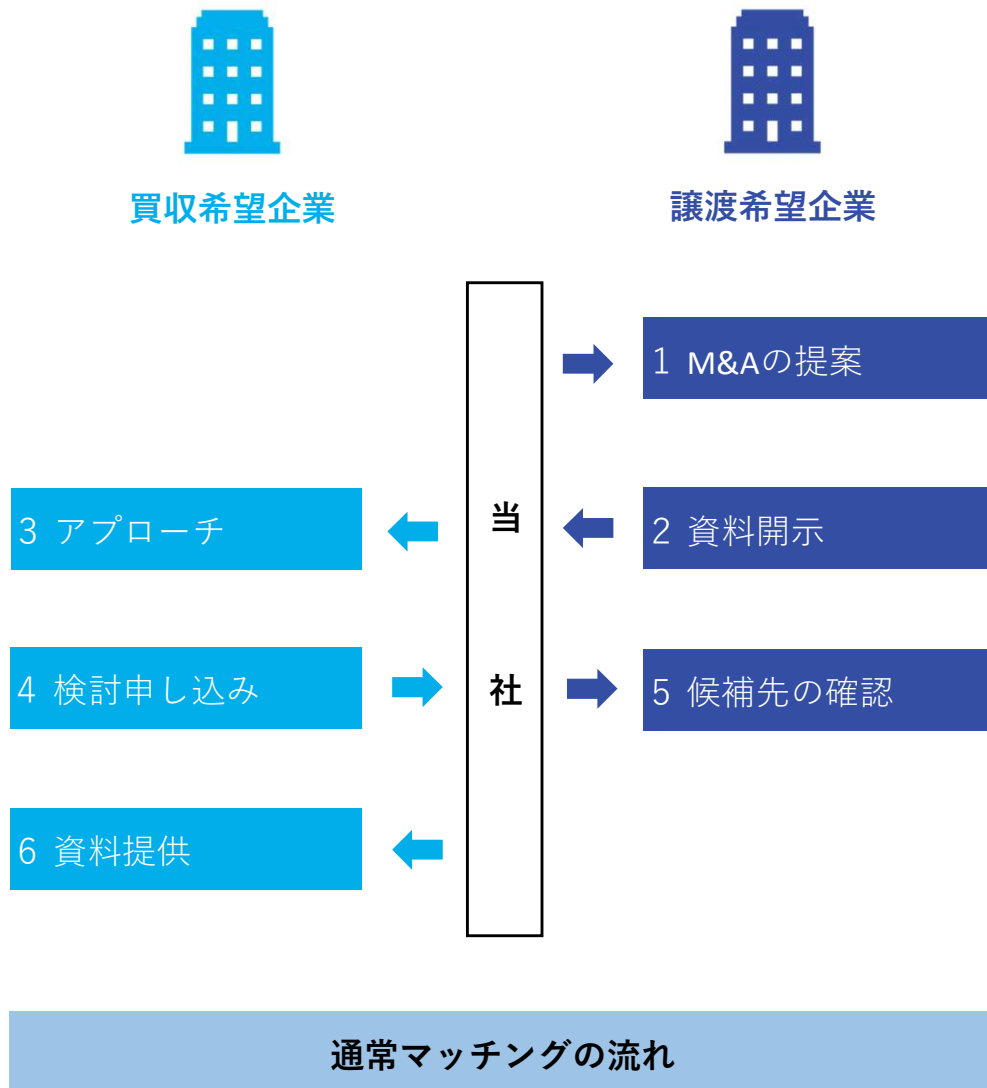 買収希望企業
譲渡希望企業
1 M&Aの提案
2 資料開示
3 アプローチ
4 検討申し込み
5 候補先の確認
6 資料提供
当
社
通常マッチングの流れ